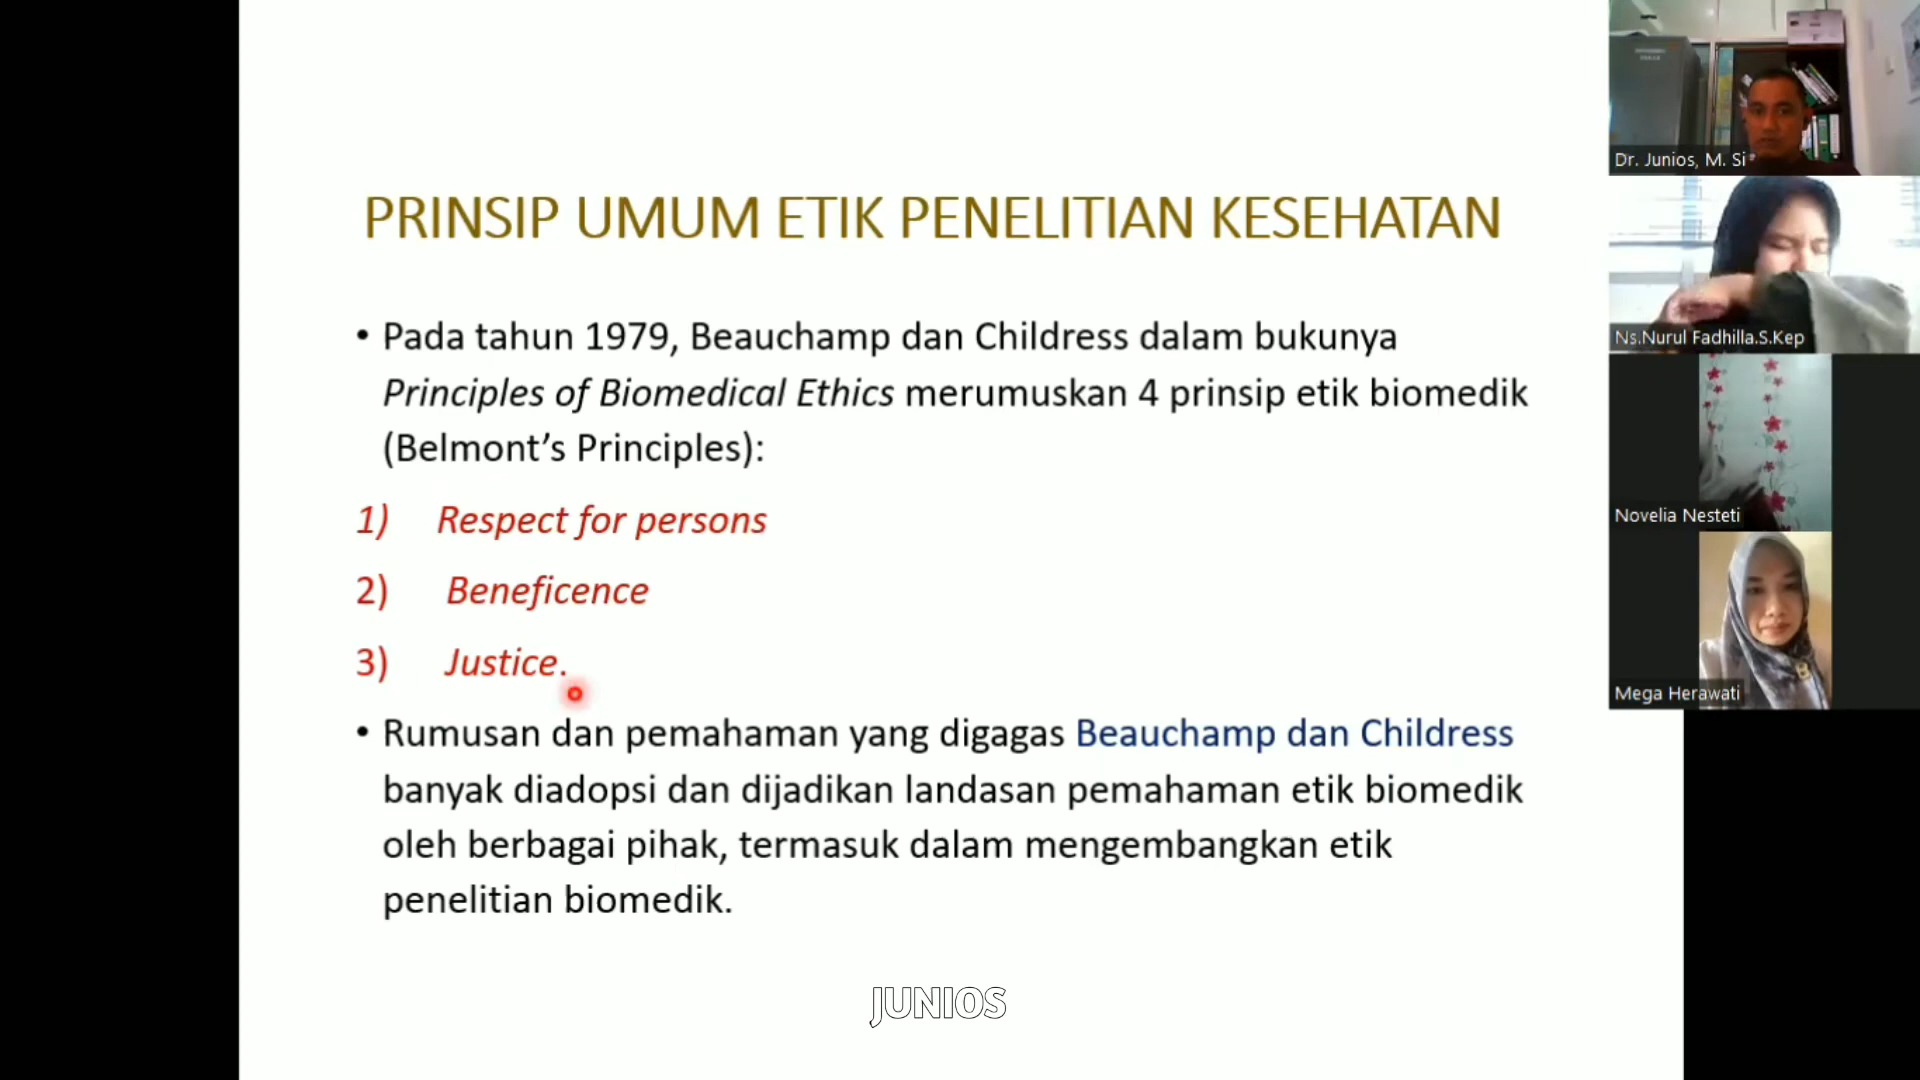 PRINSIP UMUM ETIK PENELITIAN KESEHATAN
• Pada tahun 1979, Beauchamp dan Childress dalam bukunya
Principles of Biomedical Ethics merumuskan 4 prinsip etik biomedik
(Belmont’s Principles):
1) Respect for persons
2) Beneficence
3) Justice.
• Rumusan dan pemahaman yang digagas Beauchamp dan Childress
banyak diadopsi dan dijadikan landasan pemahaman etik biomedik
oleh berbagai pihak, termasuk dalam mengembangkan etik
penelitian biomedik.
JUNIOS
Dr. Junios, M. Si
Ns.Nurul Fadhilla.S.Kep
Novelia Nesteti
Mega Herawati